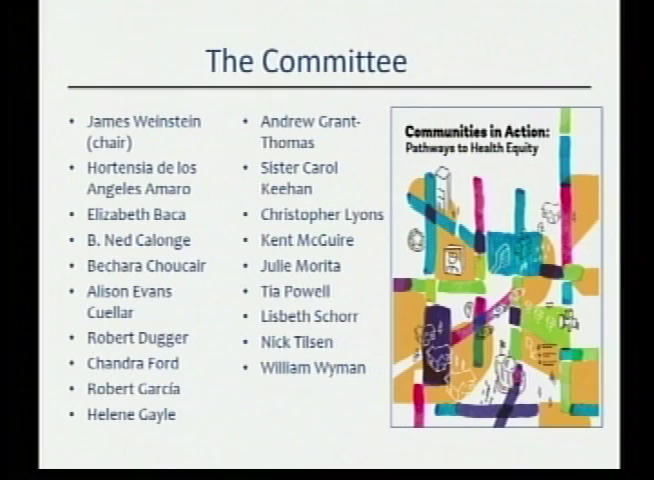 The Committee
• James Weinstein
(chair)
• Hortensia de los
Angeles Amaro
• Elizabeth Baca
• B. Ned Calonge
• Bechara Choucair
• Alison Evans
Cuellar
• Robert Dugger
• Chandra Ford
• Robert García
• Helene Gayle
• Andrew Grant-
Thomas
• Sister Carol
Keehan
• Christopher Lyons
• Kent McGuire
• Julie Morita
• Tia Powell
• Lisbeth Schorr
• Nick Tilsen
• William Wyman
Communities in Action:
Pathways to Health Equity